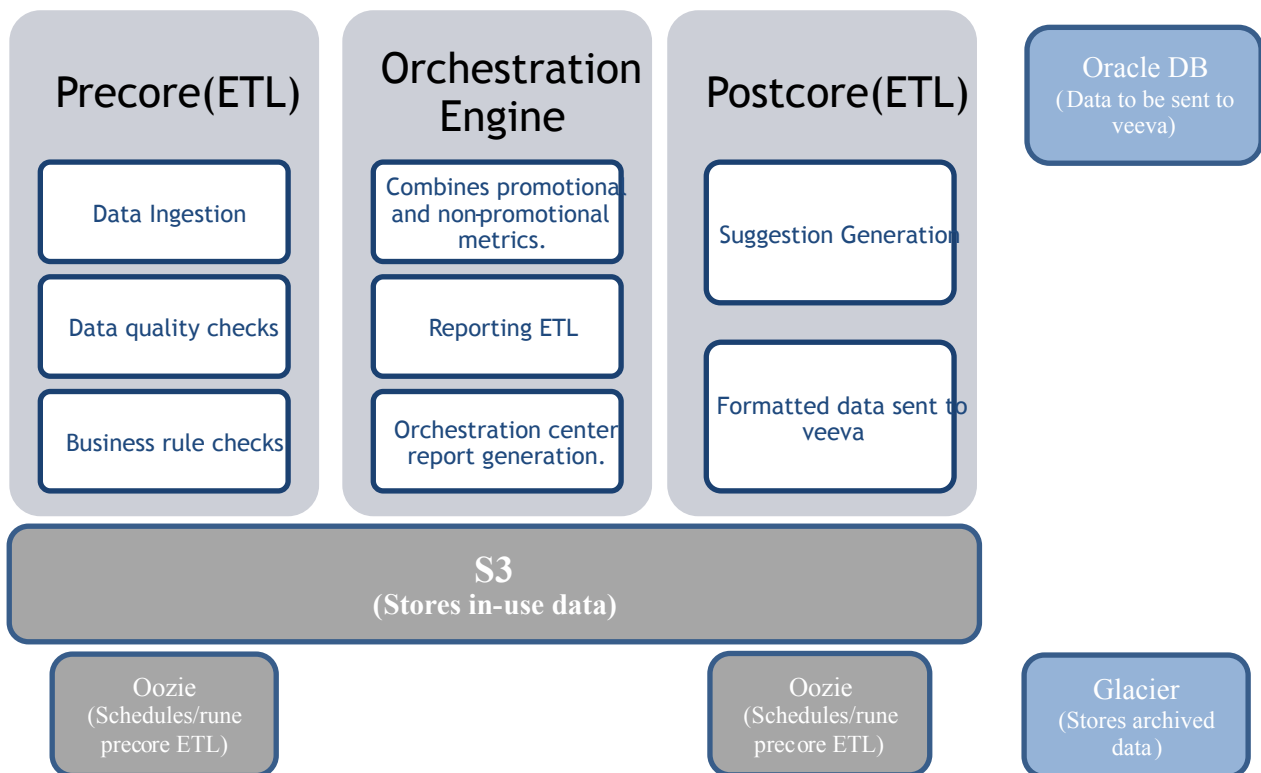 Precore(ETL)
Data Ingestion
Data quality checks
Business rule checks
Orchestration
Engine
Combines promotional
and non-promotional
metrics.
Reporting ETL
Orchestration center
report generation.
Postcore(ETL)
Suggestion Generation
Formatted data sent to
veeva
Oracle DB
(Data to be sent to
veeva)
S3
(Stores in-use data)
Oozie
(Schedules/rune
precore ETL)
Oozie
(Schedules/rune
precore ETL)
Glacier
(Stores archived
data)